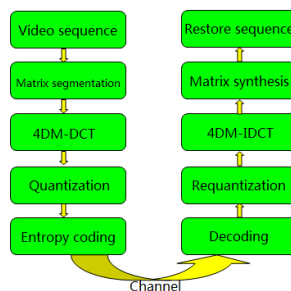 Video sequence
Matrix segmentation
4DM-DCT
Quantization
Entropy coding
Channel
Restore sequence
Matrix synthesis
4DM-IDCT
Requantization
Decoding